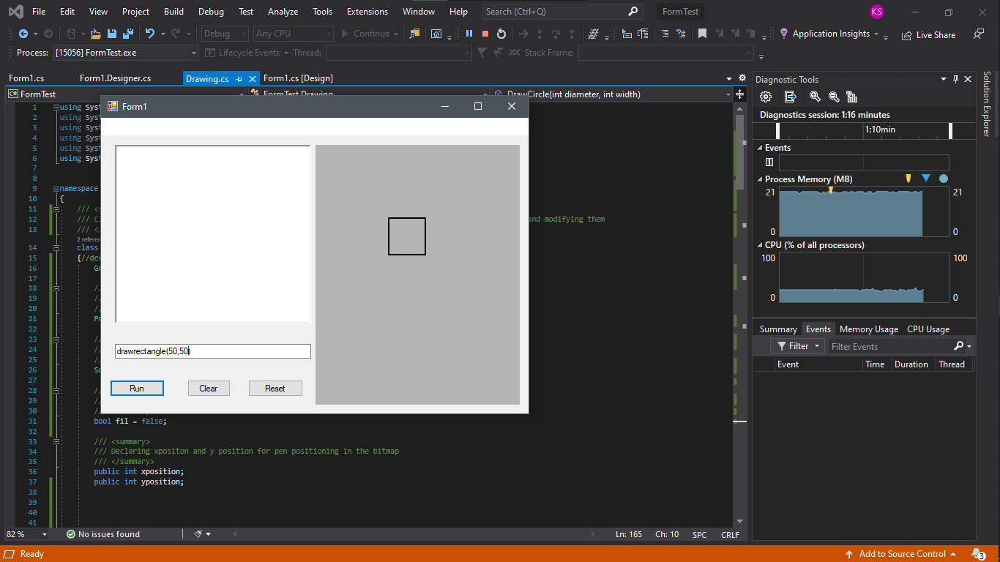 File Edit View Project Build Debug Test Analyze Tools Extensions Window Help Search (Ctrl+Q) FormTest KS
Debug Any CPU Continue Application Insights Live Share
Process: [15056] FormTest.exe Lifecycle Events Thread: Stack Frame:
Form1.cs Form1.Designer.cs Drawing.cs Form1.cs [Design]
C# FormTest FormTest.Drawing DrawCircle(int diameter, int width)
1 using Syst
2 using Syst
3 using Syst
4 using Syst
5 using Syst
6 using Syst
7
8
9 namespace
10 {
11 /// <s
12 /// Cl and modifying them
13 /// </
2 referen
14 class
15 {//dec
16 Gr
17
18 //
19 //
20 //
21 Pe
22
23 //
24 //
25 //
26 So
27
28 //
29 //
30 //
31 bool fil = false;
32
33 /// <summary>
34 /// Declaring xpositon and y position for pen positioning in the bitmap
35 /// </summary>
36 public int xposition;
37 public int yposition;
38
39
40
41
Form1
drawrectangle(50,50)
Run Clear Reset
82 % No issues found Ln: 165 Ch: 10 SPC CRLF
Diagnostic Tools
Diagnostics session: 1:16 minutes
1:10min
Events
Process Memory (MB)
21 21
0 0
CPU (% of all processors)
100 100
0 0
Summary Events Memory Usage CPU Usage
Filter Filter Events
Event Time Duration Thread
Solution Explorer
Ready Add to Source Control 3